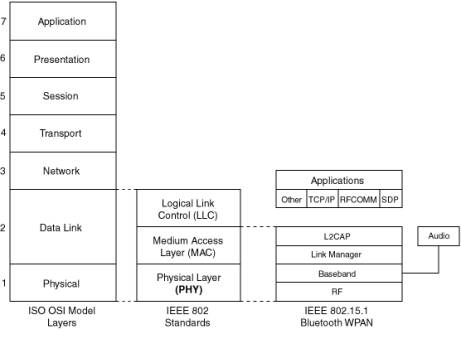 7 Application
6 Presentation
5 Session
4 Transport
3 Network
Applications
Other TCP/IP RFCOMM SDP
Logical Link
Control (LLC)
2 Data Link
Medium Access
Layer (MAC)
L2CAP
Audio
Link Manager
1 Physical
Physical Layer
(PHY)
Baseband
RF
ISO OSI Model
Layers
IEEE 802
Standards
IEEE 802.15.1
Bluetooth WPAN